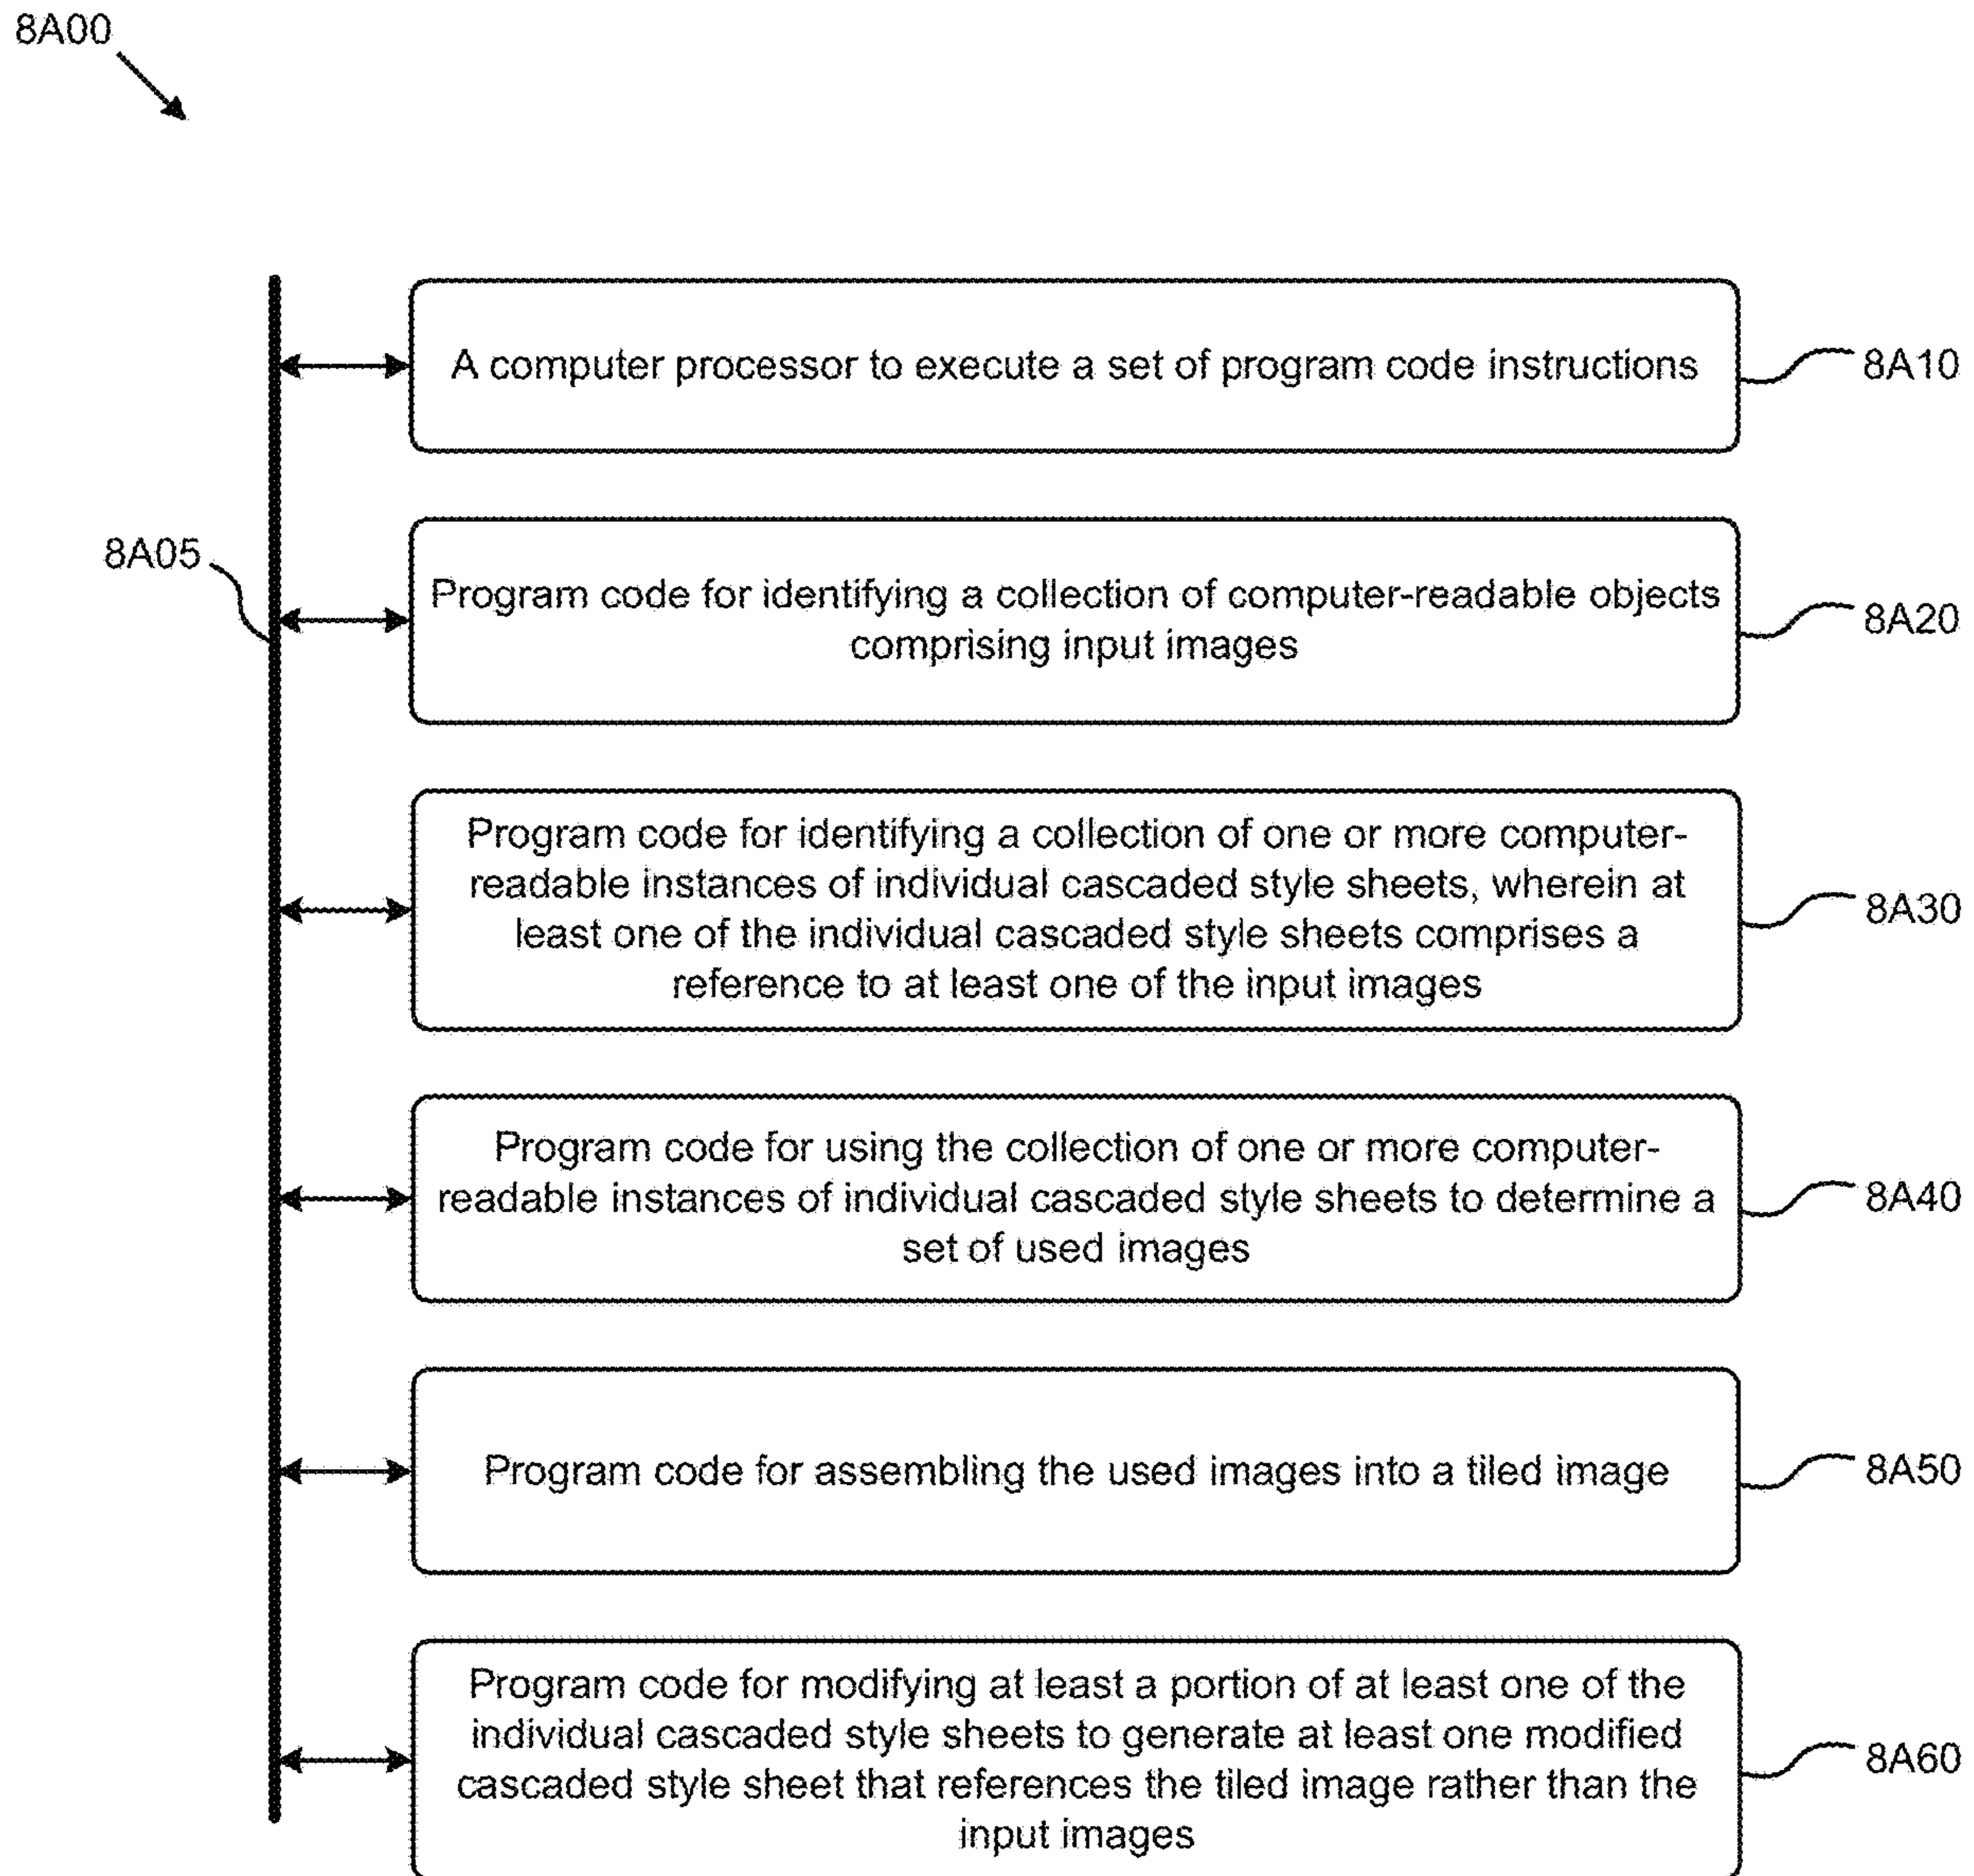 8A00
A computer processor to execute a set of program code instructions
8A10
8A05
Program code for identifying a collection of computer-readable objects
comprising input images
8A20
Program code for identifying a collection of one or more computer-
readable instances of individual cascaded style sheets, wherein at
least one of the individual cascaded style sheets comprises a
reference to at least one of the input images
8A30
Program code for using the collection of one or more computer-
readable instances of individual cascaded style sheets to determine a
set of used images
8A40
Program code for assembling the used images into a tiled image
8A50
Program code for modifying at least a portion of at least one of the
individual cascaded style sheets to generate at least one modified
cascaded style sheet that references the tiled image rather than the
input images
8A60